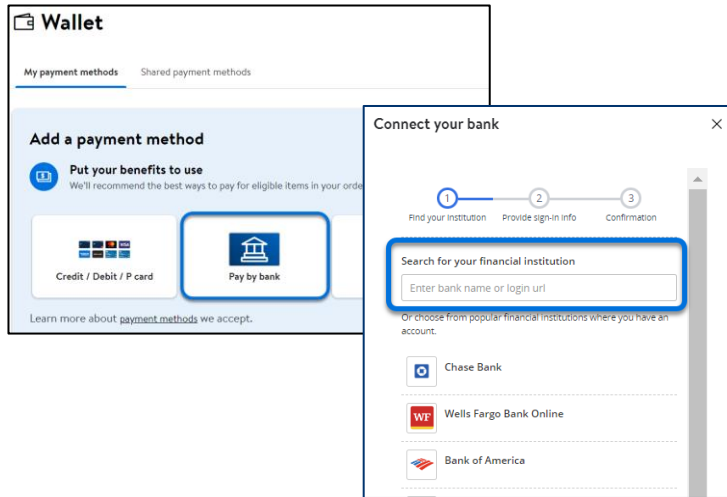 Wallet
My payment methods
Shared payment methods
Add a payment method
Put your benefits to use
We'll recommend the best ways to pay for eligible items in your orde
Credit / Debit / P card
Pay by bank
Learn more about payment methods we accept.
Connect your bank
1
2
3
Find your institution
Provide sign-in info
Confirmation
Search for your financial institution
Enter bank name or login url
Or choose from popular financial institutions where you have an
account.
Chase Bank
WF
Wells Fargo Bank Online
Bank of America